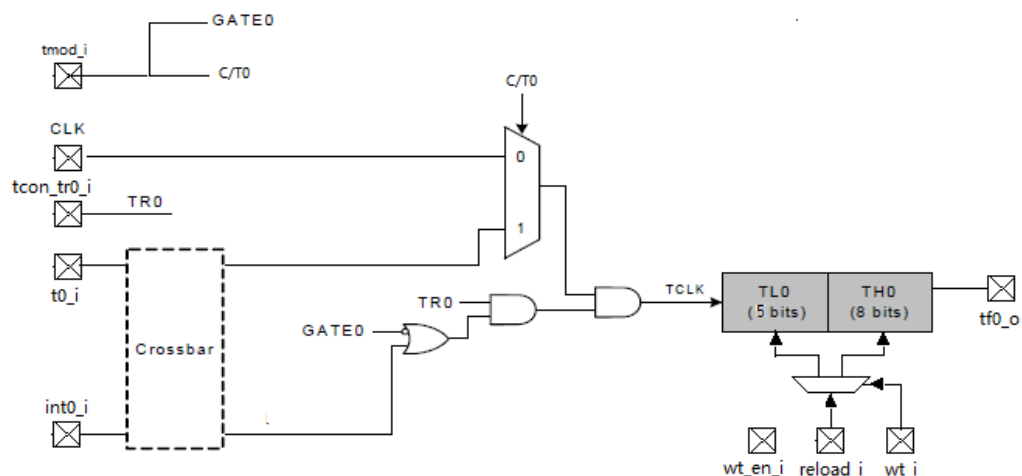 GATE0
tmod_i
C/T0
C/T0
CLK
0
tcon_tr0_i
TR0
1
t0_i
TCLK
TL0
(5 bits)
TH0
(8 bits)
TR0
GATE0
tf0_o
Crossbar
int0_i
wt_en_i
reload_i
wt_i